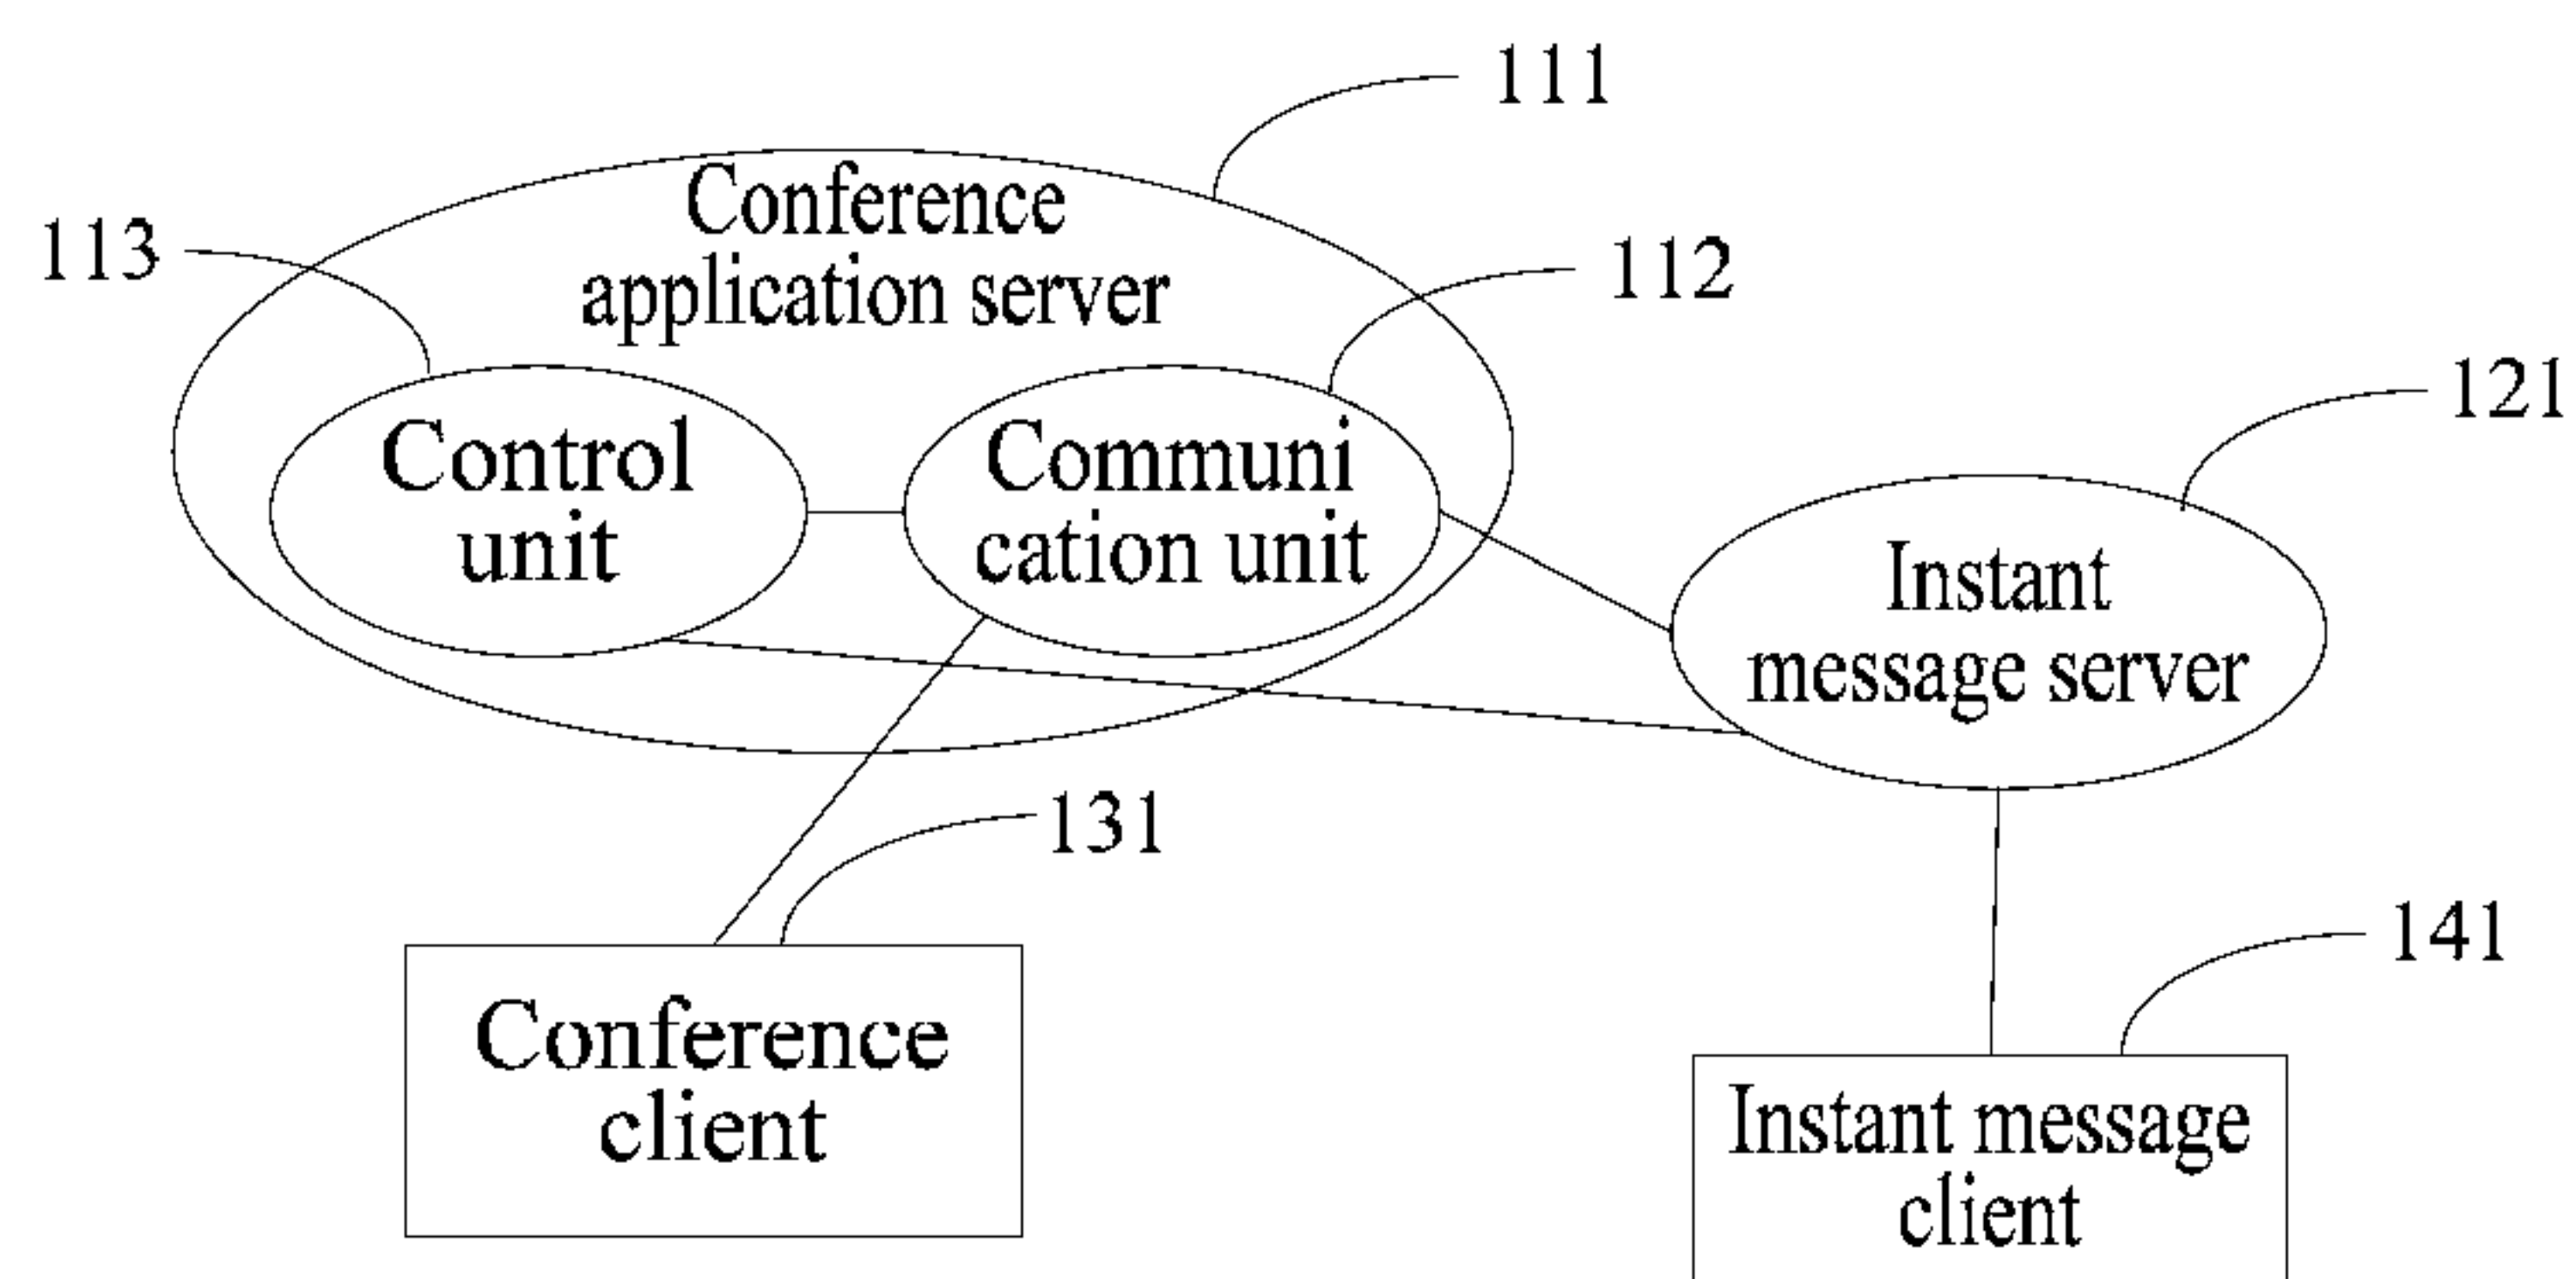 111
Conference
application server
113
112
Control
unit
Communi
cation unit
121
Instant
message server
131
Conference
client
141
Instant message
client